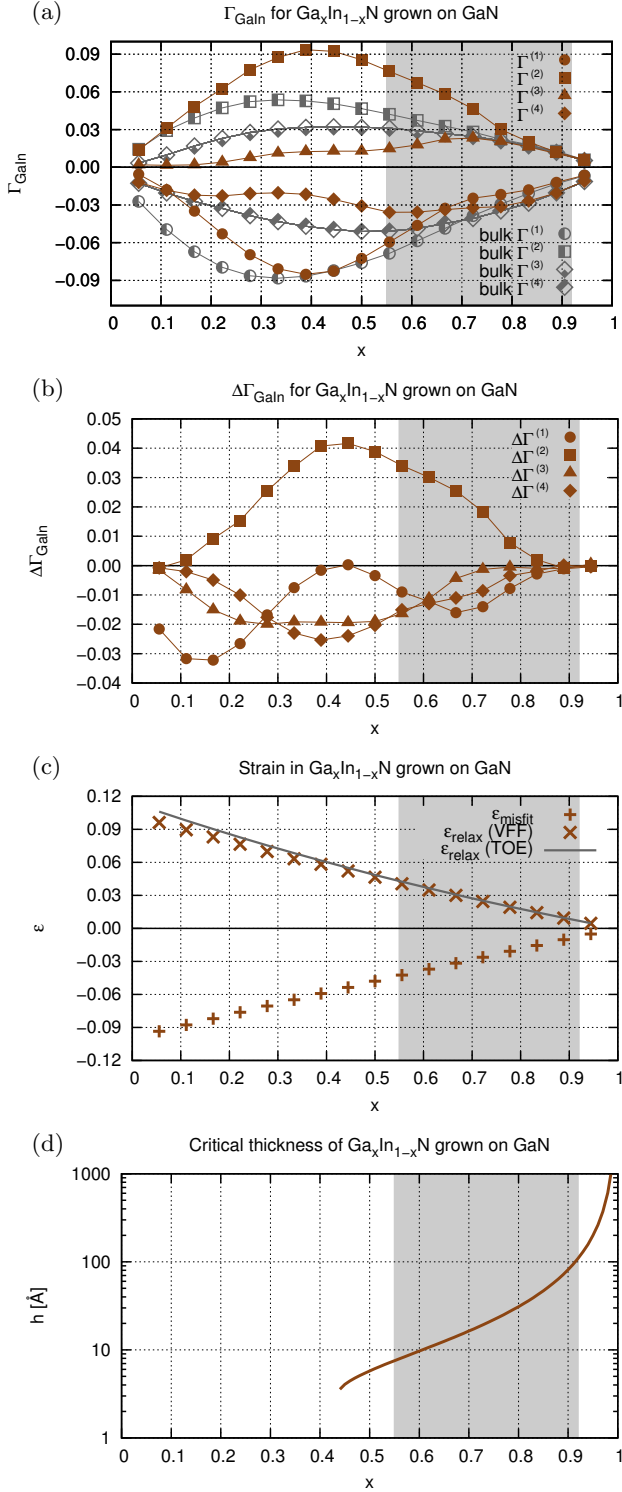 (a)
Γ_GaIn for Ga_xIn_{1−x}N grown on GaN
0.09
0.06
0.03
0.00
−0.03
−0.06
−0.09
Γ_GaIn
Γ^(1)
Γ^(2)
Γ^(3)
Γ^(4)
bulk Γ^(1)
bulk Γ^(2)
bulk Γ^(3)
bulk Γ^(4)
0 0.1 0.2 0.3 0.4 0.5 0.6 0.7 0.8 0.9 1
x
(b)
ΔΓ_GaIn for Ga_xIn_{1−x}N grown on GaN
0.05
0.04
0.03
0.02
0.01
0.00
−0.01
−0.02
−0.03
−0.04
ΔΓ_GaIn
ΔΓ^(1)
ΔΓ^(2)
ΔΓ^(3)
ΔΓ^(4)
0 0.1 0.2 0.3 0.4 0.5 0.6 0.7 0.8 0.9 1
x
(c)
Strain in Ga_xIn_{1−x}N grown on GaN
0.12
0.09
0.06
0.03
0.00
−0.03
−0.06
−0.09
−0.12
ε
ε_misfit
ε_relax (VFF)
ε_relax (TOE)
0 0.1 0.2 0.3 0.4 0.5 0.6 0.7 0.8 0.9 1
x
(d)
Critical thickness of Ga_xIn_{1−x}N grown on GaN
1000
100
10
1
h [Å]
0 0.1 0.2 0.3 0.4 0.5 0.6 0.7 0.8 0.9 1
x